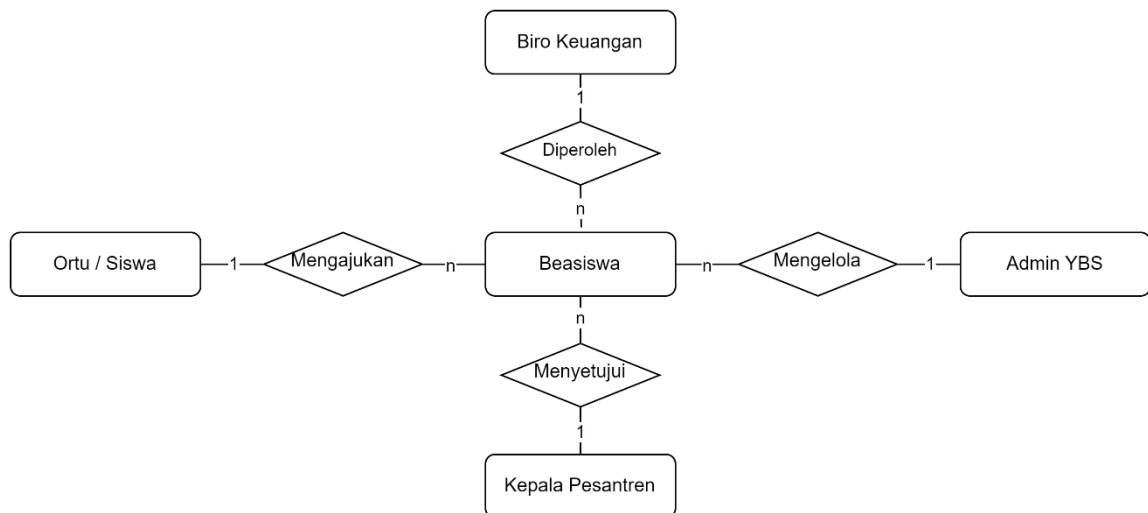 Biro Keuangan
1
Diperoleh
n
Ortu / Siswa 1 Mengajukan n Beasiswa n Mengelola 1 Admin YBS
n
Menyetujui
1
Kepala Pesantren